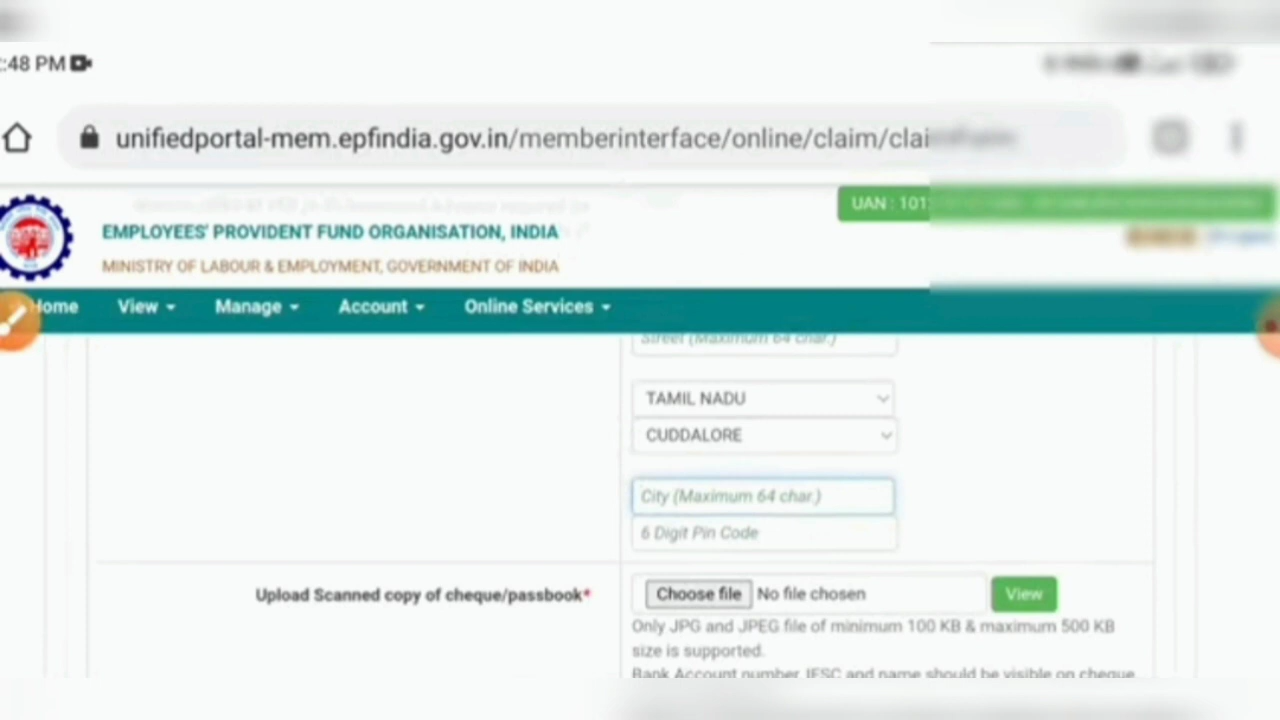 :48 PM
unifiedportal-mem.epfindia.gov.in/memberinterface/online/claim/clai
UAN : 101
EMPLOYEES' PROVIDENT FUND ORGANISATION, INDIA
MINISTRY OF LABOUR & EMPLOYMENT, GOVERNMENT OF INDIA
Home View Manage Account Online Services
Street (Maximum 64 char.)
TAMIL NADU
CUDDALORE
City (Maximum 64 char.)
6 Digit Pin Code
Upload Scanned copy of cheque/passbook* Choose file No file chosen View
Only JPG and JPEG file of minimum 100 KB & maximum 500 KB
size is supported.
Bank Account number, IFSC and name should be visible on cheque